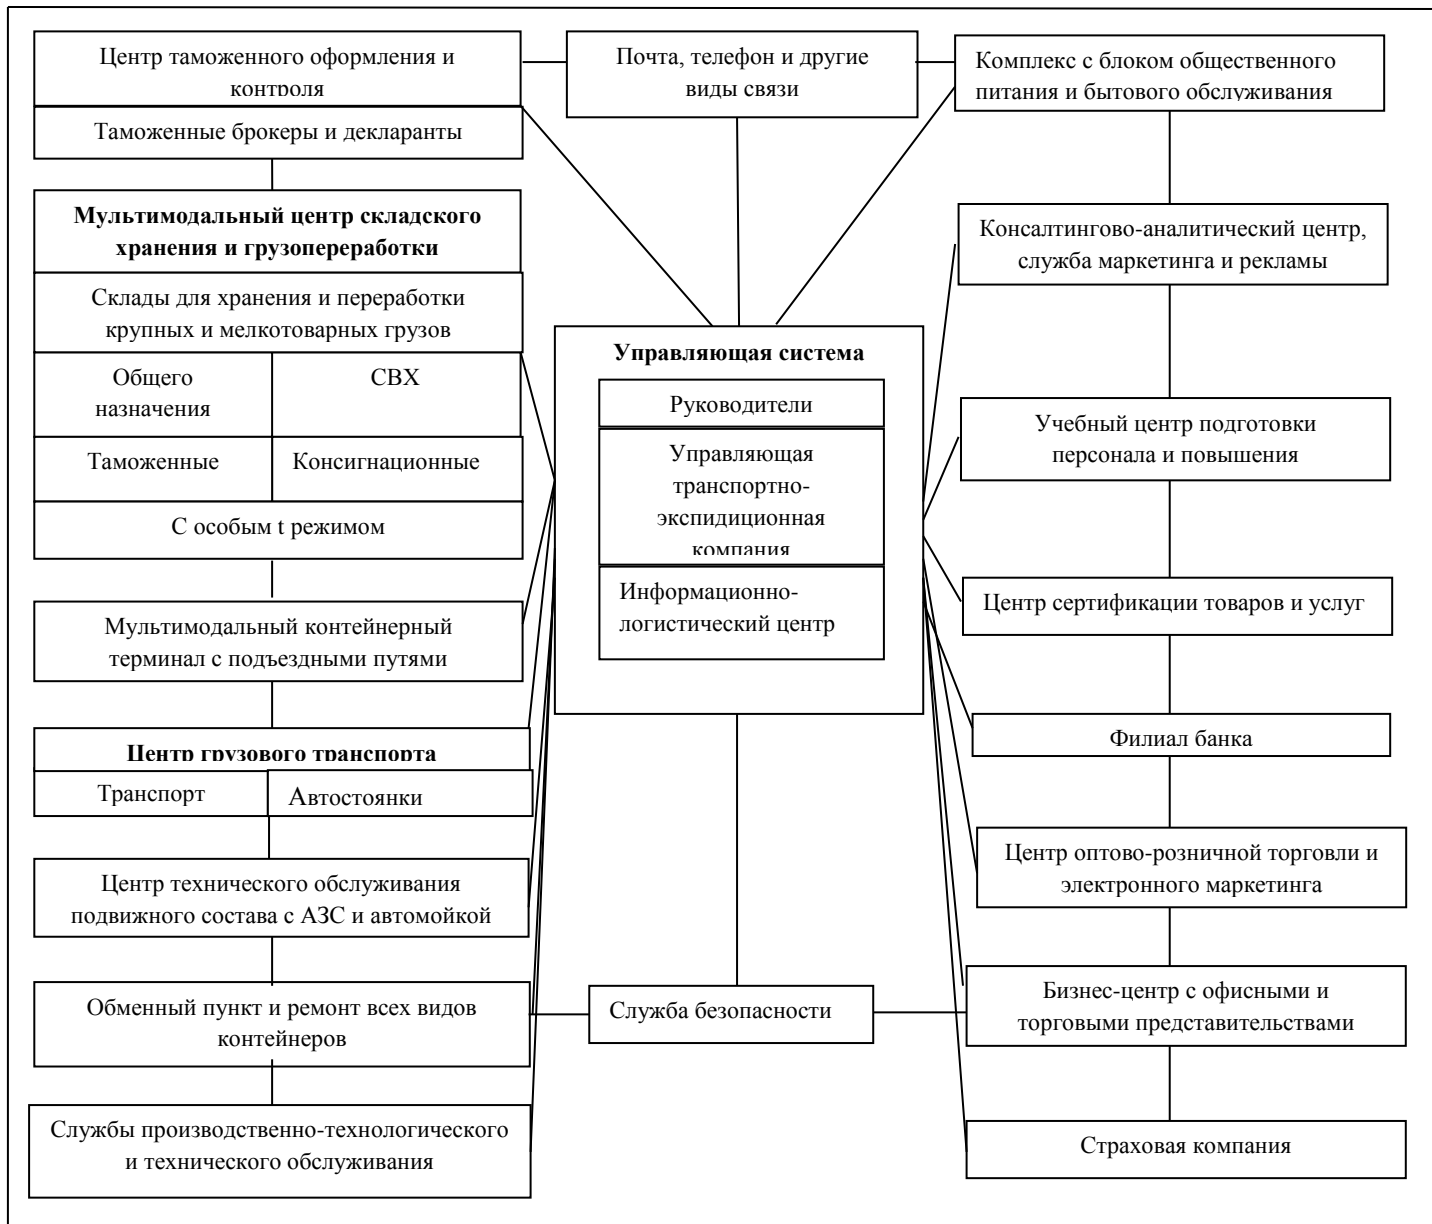 Центр таможенного оформления и
контроля
Таможенные брокеры и декларанты
Мультимодальный центр складского
хранения и грузопереработки
Склады для хранения и переработки
крупных и мелкотоварных грузов
Общего
назначения
СВХ
Таможенные
Консигнационные
С особым t режимом
Мультимодальный контейнерный
терминал с подъездными путями
Центр грузового транспорта
Транспорт
Автостоянки
Центр технического обслуживания
подвижного состава с АЗС и автомойкой
Обменный пункт и ремонт всех видов
контейнеров
Службы производственно-технологического
и технического обслуживания
Почта, телефон и другие
виды связи
Управляющая система
Руководители
Управляющая
транспортно-
экспидиционная
компания
Информационно-
логистический центр
Служба безопасности
Комплекс с блоком общественного
питания и бытового обслуживания
Консалтингово-аналитический центр,
служба маркетинга и рекламы
Учебный центр подготовки
персонала и повышения
Центр сертификации товаров и услуг
Филиал банка
Центр оптово-розничной торговли и
электронного маркетинга
Бизнес-центр с офисными и
торговыми представительствами
Страховая компания